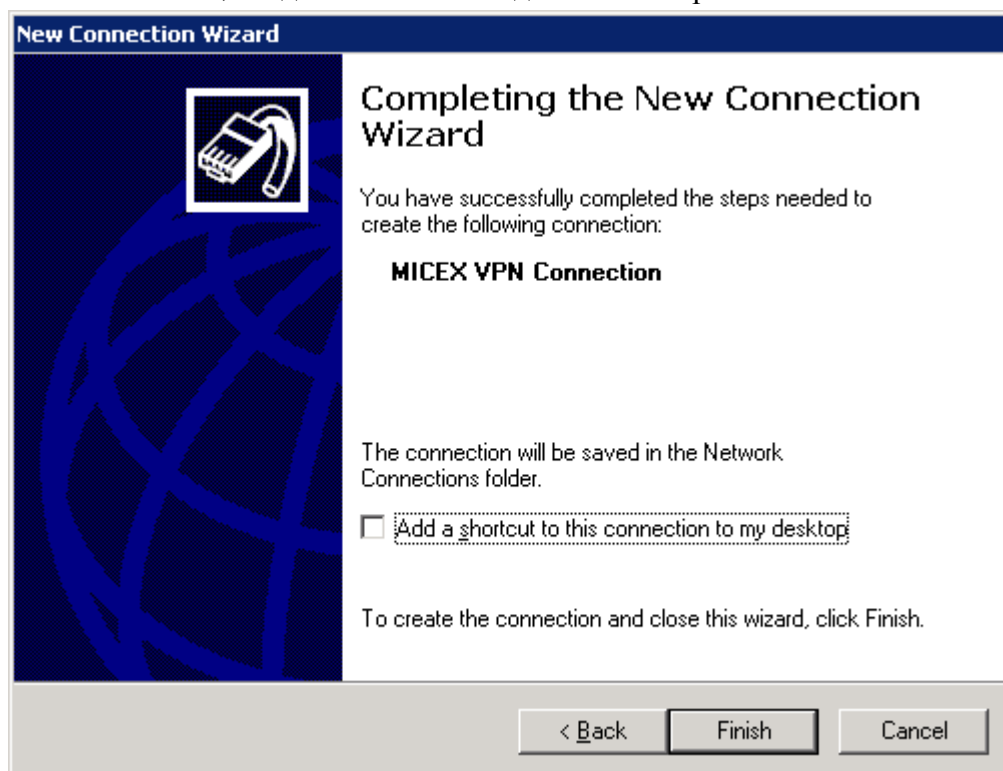 New Connection Wizard
Completing the New Connection
Wizard
You have successfully completed the steps needed to
create the following connection:
MICEX VPN Connection
The connection will be saved in the Network
Connections folder.
Add a shortcut to this connection to my desktop
To create the connection and close this wizard, click Finish.
< Back
Finish
Cancel